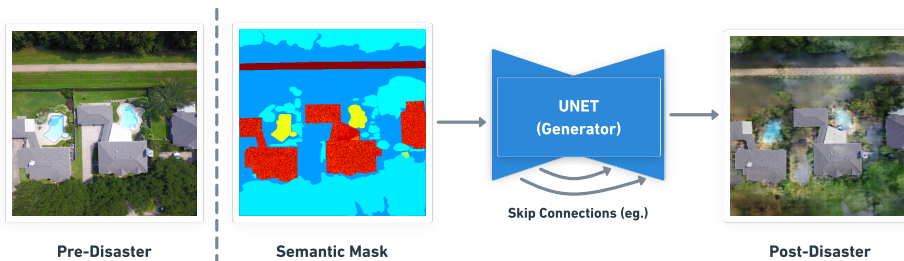 UNET
(Generator)
Skip Connections (eg.)
Pre-Disaster
Semantic Mask
Post-Disaster